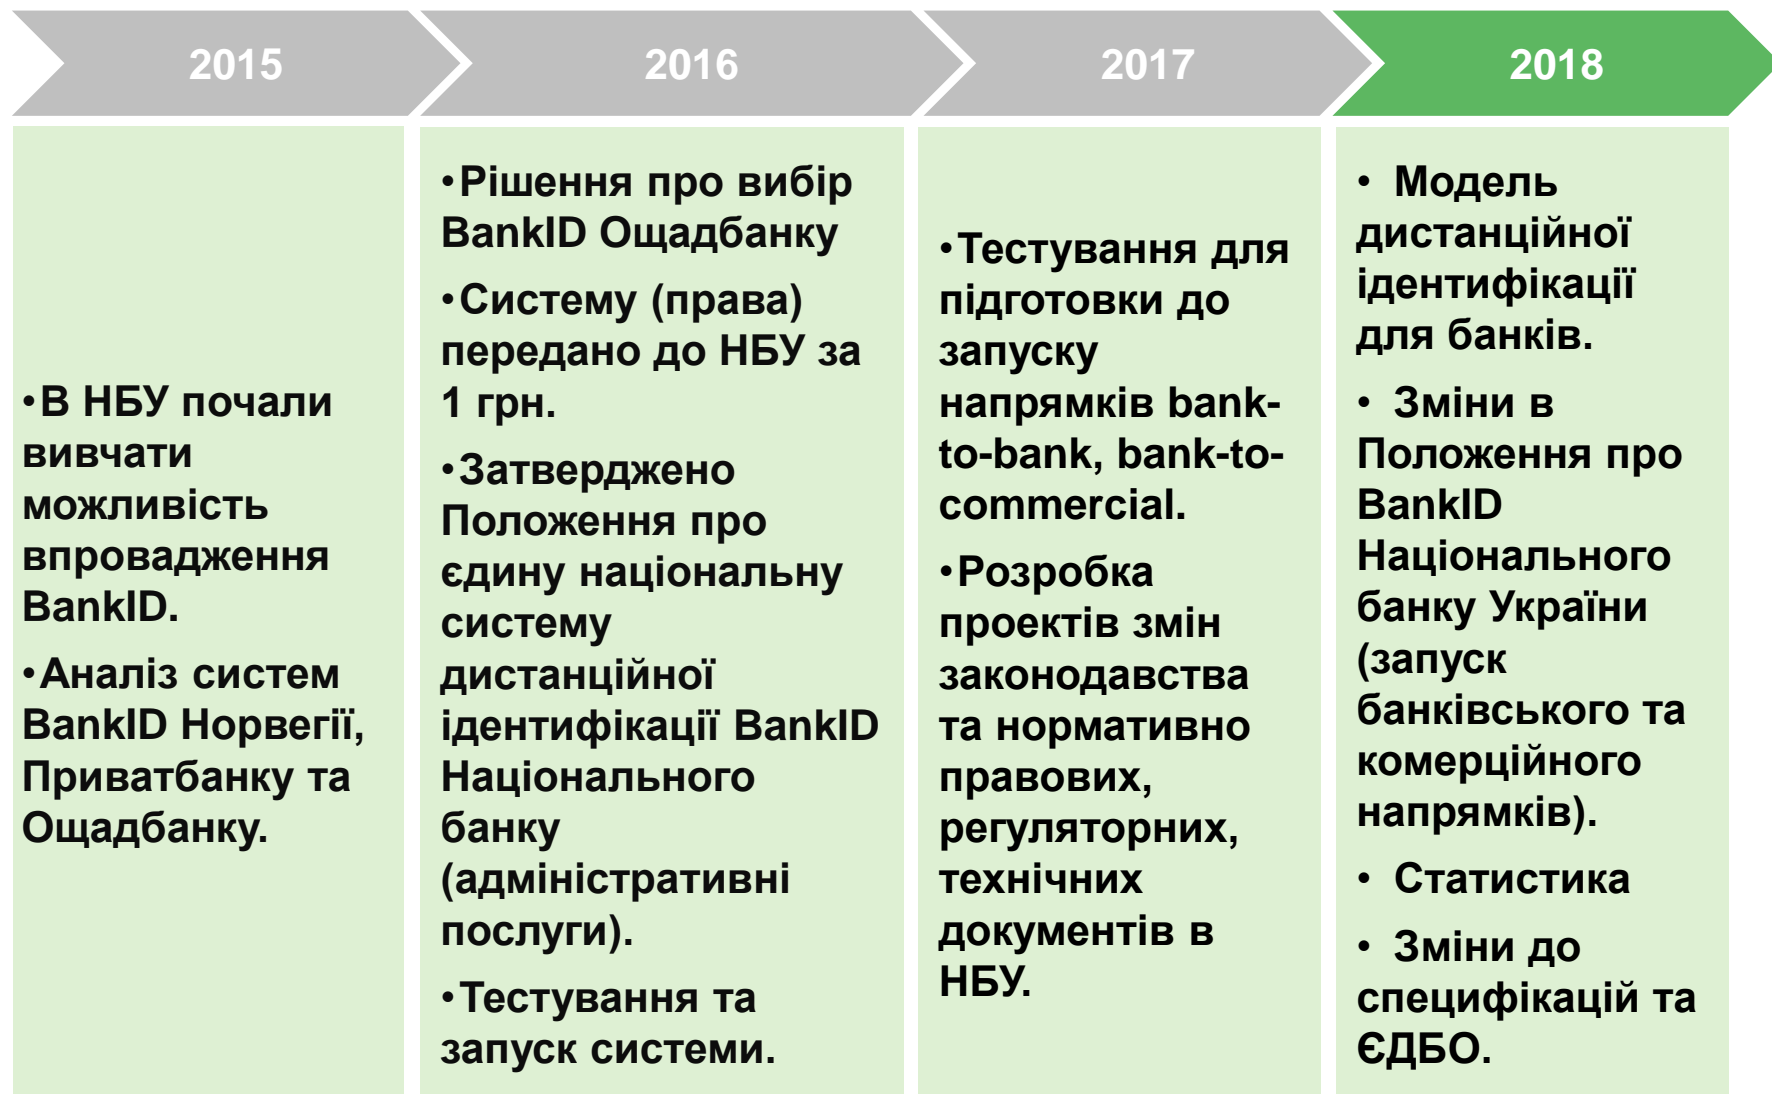 2015
•В НБУ почали
вивчати
можливість
впровадження
BankID.
•Аналіз систем
BankID Норвегії,
Приватбанку та
Ощадбанку.
2016
•Рішення про вибір
BankID Ощадбанку
•Систему (права)
передано до НБУ за
1 грн.
•Затверджено
Положення про
єдину національну
систему
дистанційної
ідентифікації BankID
Національного
банку
(адміністративні
послуги).
•Тестування та
запуск системи.
2017
•Тестування для
підготовки до
запуску
напрямків bank-
to-bank, bank-to-
commercial.
•Розробка
проектів змін
законодавства
та нормативно
правових,
регуляторних,
технічних
документів в
НБУ.
2018
• Модель
дистанційної
ідентифікації
для банків.
• Зміни в
Положення про
BankID
Національного
банку України
(запуск
банківського та
комерційного
напрямків).
• Статистика
• Зміни до
специфікацій та
ЄДБО.